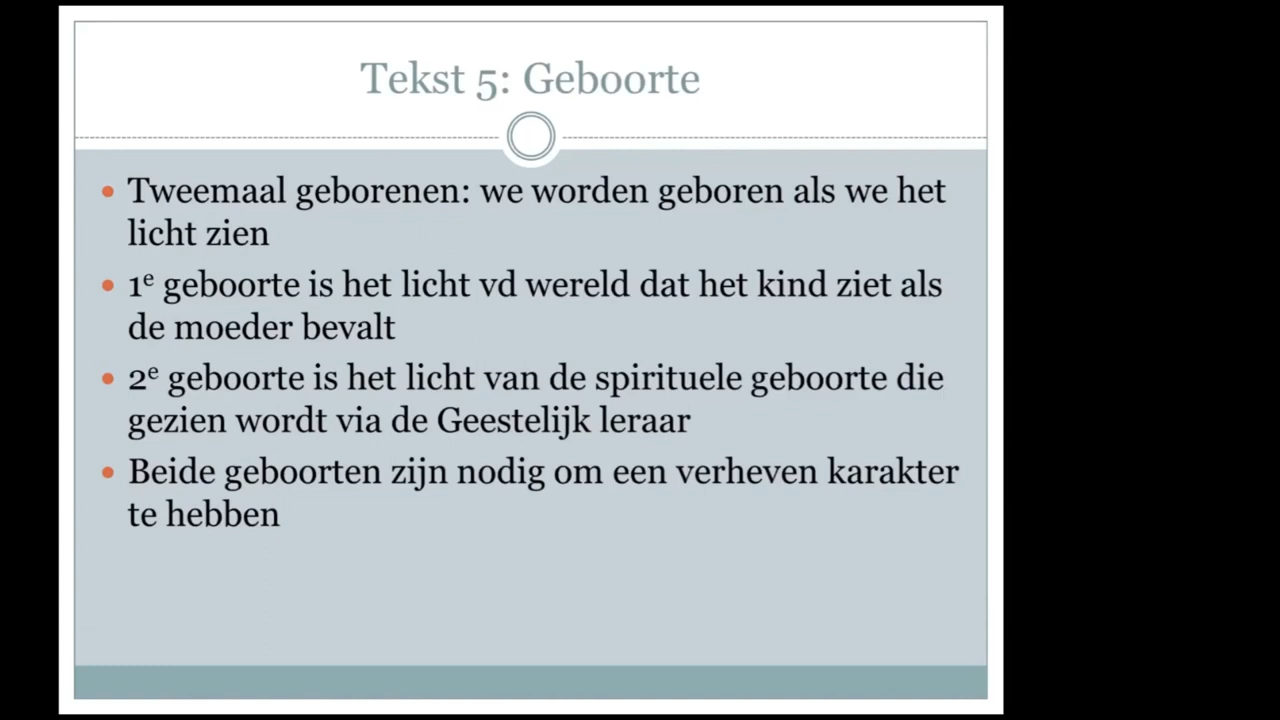 Tekst 5: Geboorte
• Tweemaal geborenen: we worden geboren als we het
licht zien
• 1e geboorte is het licht vd wereld dat het kind ziet als
de moeder bevalt
• 2e geboorte is het licht van de spirituele geboorte die
gezien wordt via de Geestelijk leraar
• Beide geboorten zijn nodig om een verheven karakter
te hebben